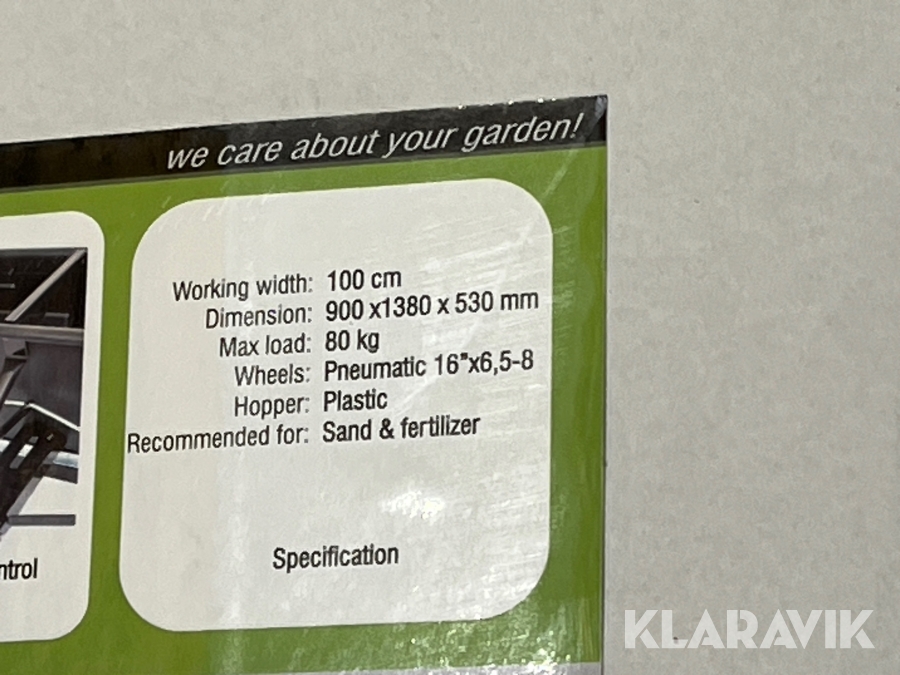 we care about your garden!
Working width: 100 cm
Dimension: 900 x1380 x 530 mm
Max load: 80 kg
Wheels: Pneumatic 16"x6,5-8
Hopper: Plastic
Recommended for: Sand & fertilizer
ntrol
Specification
KLARAVIK